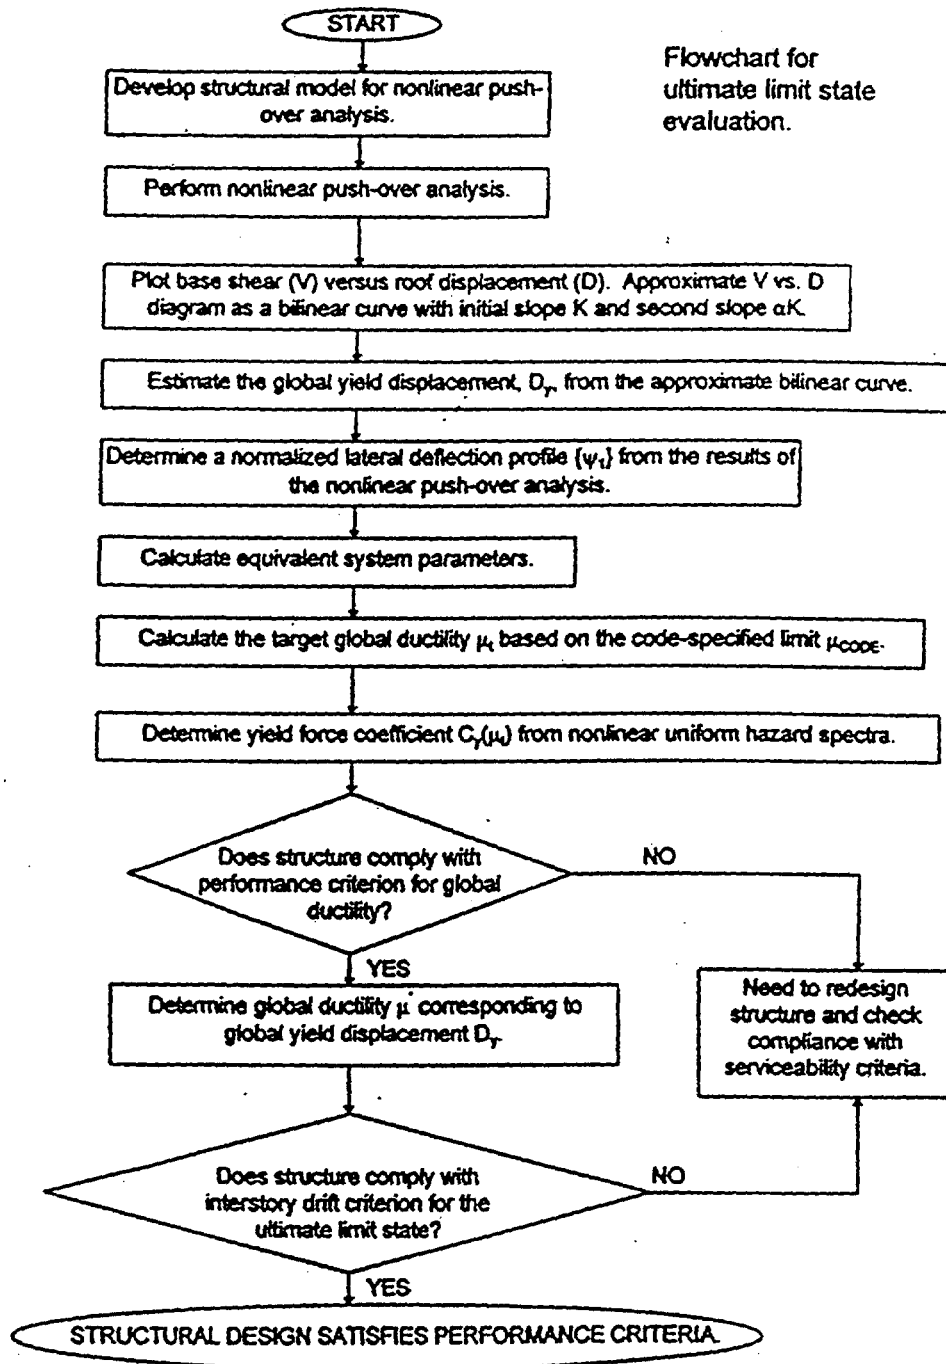 START
Flowchart for
ultimate limit state
evaluation.
Develop structural model for nonlinear push-
over analysis.
Perform nonlinear push-over analysis.
Plot base shear (V) versus roof displacement (D). Approximate V vs. D
diagram as a bilinear curve with initial slope K and second slope αK.
Estimate the global yield displacement, Dy, from the approximate bilinear curve.
Determine a normalized lateral deflection profile {ψ₁} from the results of
the nonlinear push-over analysis.
Calculate equivalent system parameters.
Calculate the target global ductility μt based on the code-specified limit μCODE.
Determine yield force coefficient Cy(μt) from nonlinear uniform hazard spectra.
Does structure comply with
performance criterion for global
ductility?
NO
YES
Determine global ductility μ* corresponding to
global yield displacement Dy.
Need to redesign
structure and check
compliance with
serviceability criteria.
Does structure comply with
interstory drift criterion for the
ultimate limit state?
NO
YES
STRUCTURAL DESIGN SATISFIES PERFORMANCE CRITERIA.